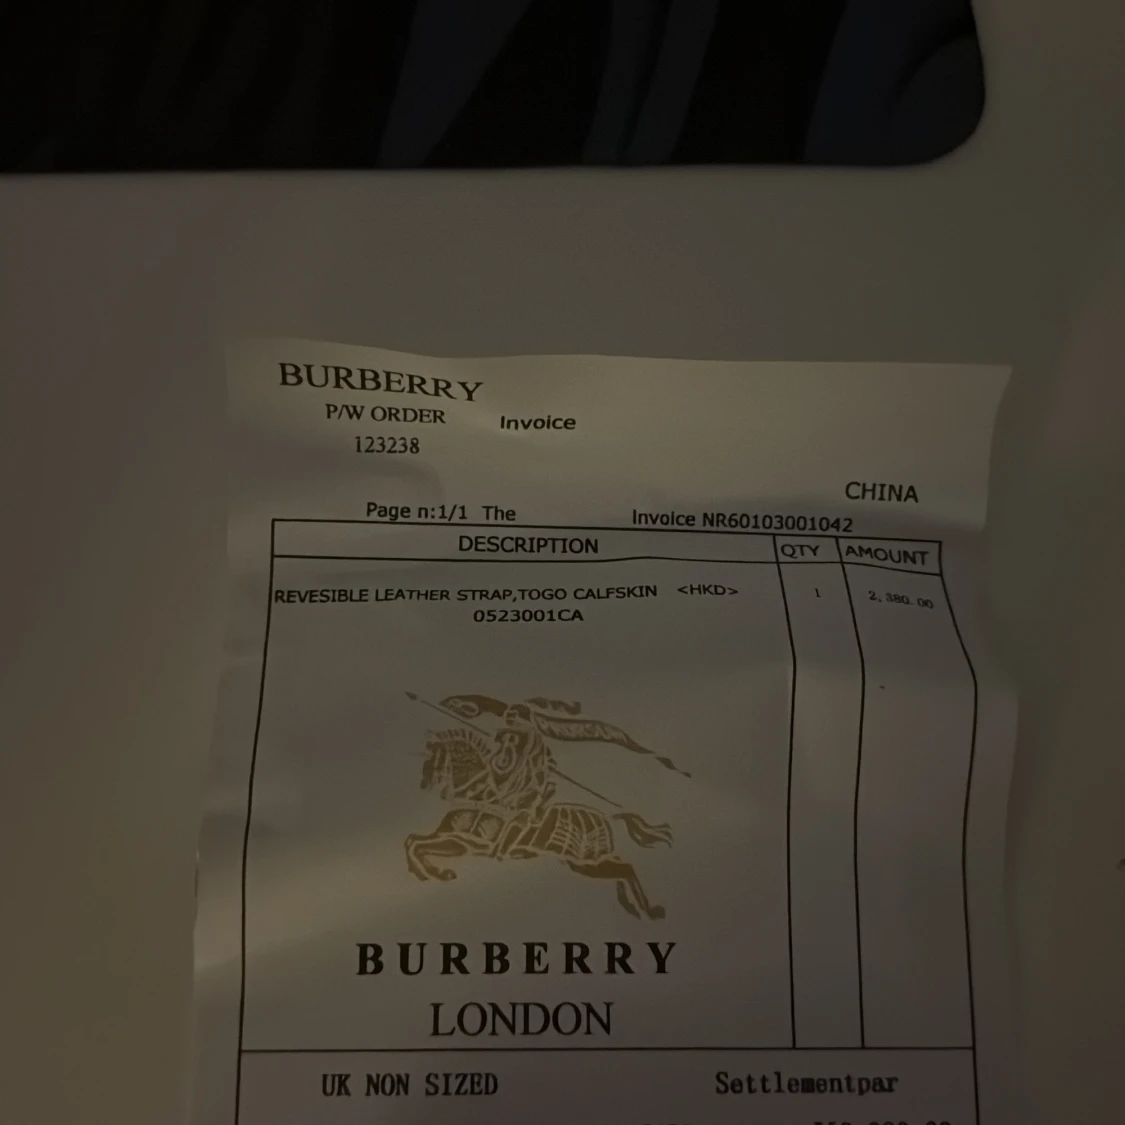 BURBERRY
P/W ORDER
Invoice
123238
CHINA
Page n:1/1 The
Invoice NR60103001042
DESCRIPTION
QTY
AMOUNT
REVESIBLE LEATHER STRAP,TOGO CALFSKIN <HKD>
1
2,380.00
0523001CA
BURBERRY
LONDON
UK NON SIZED
Settlementpar